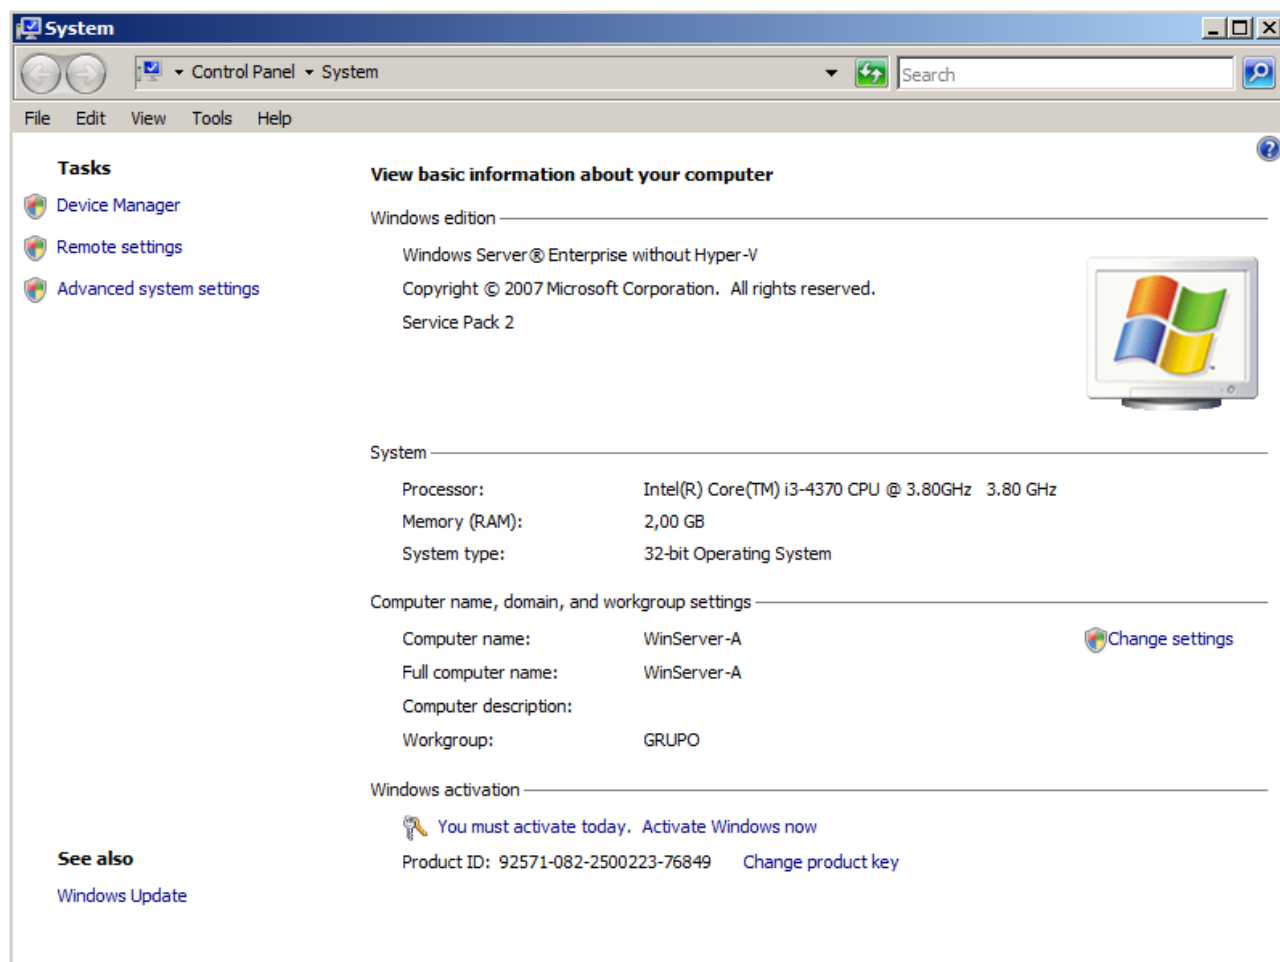 System
Control Panel System
Search
File Edit View Tools Help
Tasks
Device Manager
Remote settings
Advanced system settings
View basic information about your computer
Windows edition
Windows Server® Enterprise without Hyper-V
Copyright © 2007 Microsoft Corporation. All rights reserved.
Service Pack 2
System
Processor: Intel(R) Core(TM) i3-4370 CPU @ 3.80GHz 3.80 GHz
Memory (RAM): 2,00 GB
System type: 32-bit Operating System
Computer name, domain, and workgroup settings
Computer name: WinServer-A Change settings
Full computer name: WinServer-A
Computer description:
Workgroup: GRUPO
Windows activation
You must activate today. Activate Windows now
Product ID: 92571-082-2500223-76849 Change product key
See also
Windows Update